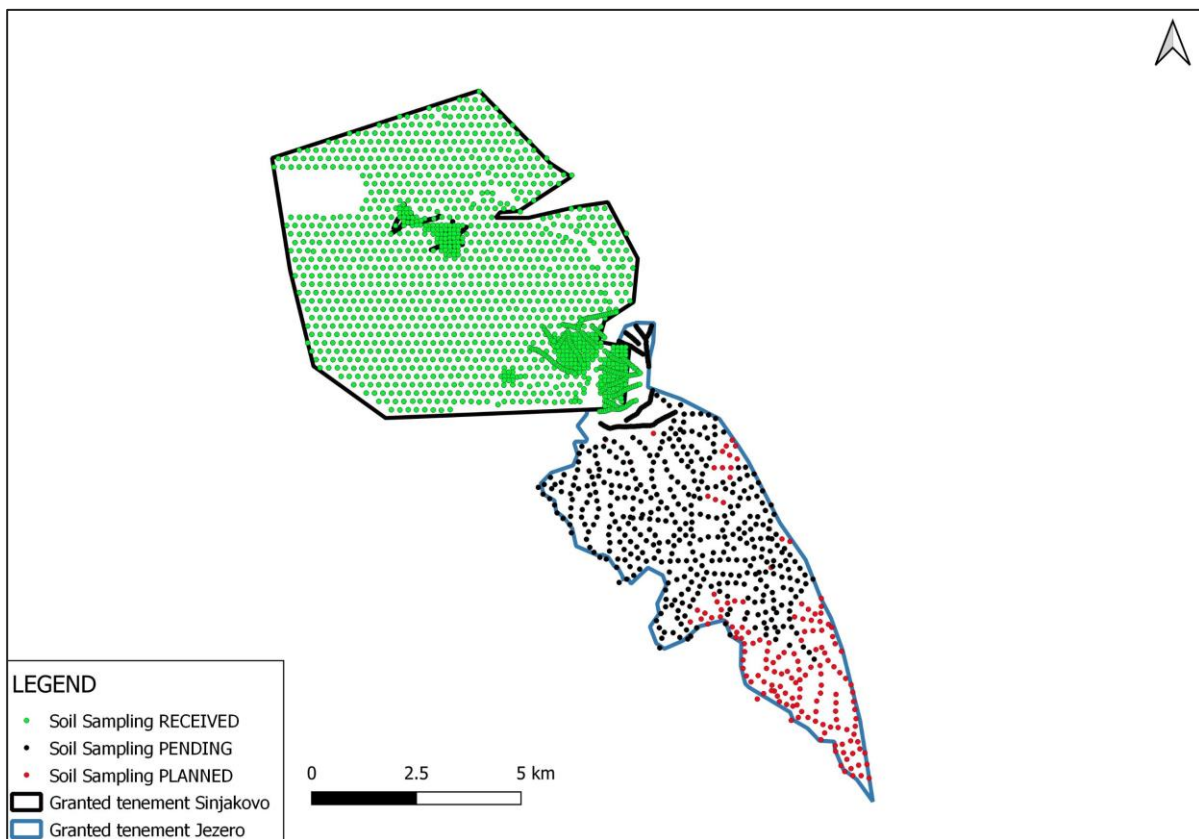 LEGEND
Soil Sampling RECEIVED
Soil Sampling PENDING
Soil Sampling PLANNED
Granted tenement Sinjakovo
Granted tenement Jezero
0 2.5 5 km